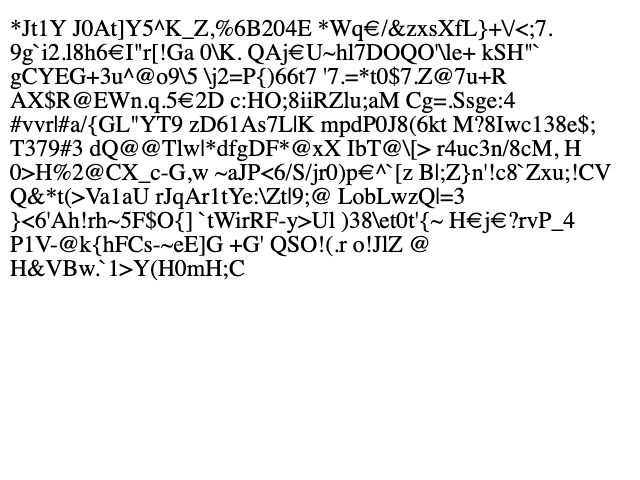 *Jt1Y J0At]Y5^K_Z,%6B204E *Wq€/&zxsXfL}+\/<;7.
9g`i2.l8h6€I"r[!Ga 0\K. QAj€U~hl7DOQO'\le+ kSH"`
gCYEG+3u^@o9\5 \j2=P{)66t7 '7.=*t0$7.Z@7u+R
AX$R@EWn.q.5€2D c:HO;8iiRZlu;aM Cg=.Ssge:4
#vvr|#a/{GL"YT9 zD61As7L|K mpdP0J8(6kt M?8Iwc138e$;
T379#3 dQ@@Tlw|*dfgDF*@xX IbT@\[> r4uc3n/8cM, H
0>H%2@CX_c-G,w ~aJP<6/S/jr0)p€^`[z B|;Z}n'!c8`Zxu;!CV
Q&*t(>Va1aU rJqAr1tYe:\Zt|9;@ LobLwzQ|=3
}<6'Ah!rh~5F$O{] `tWirRF-y>Ul )38\et0t'{~ H€j€?rvP_4
P1V-@k{hFCs-~eE]G +G' QSO!(.r o!JlZ @
H&VBw.`1>Y(H0mH;C